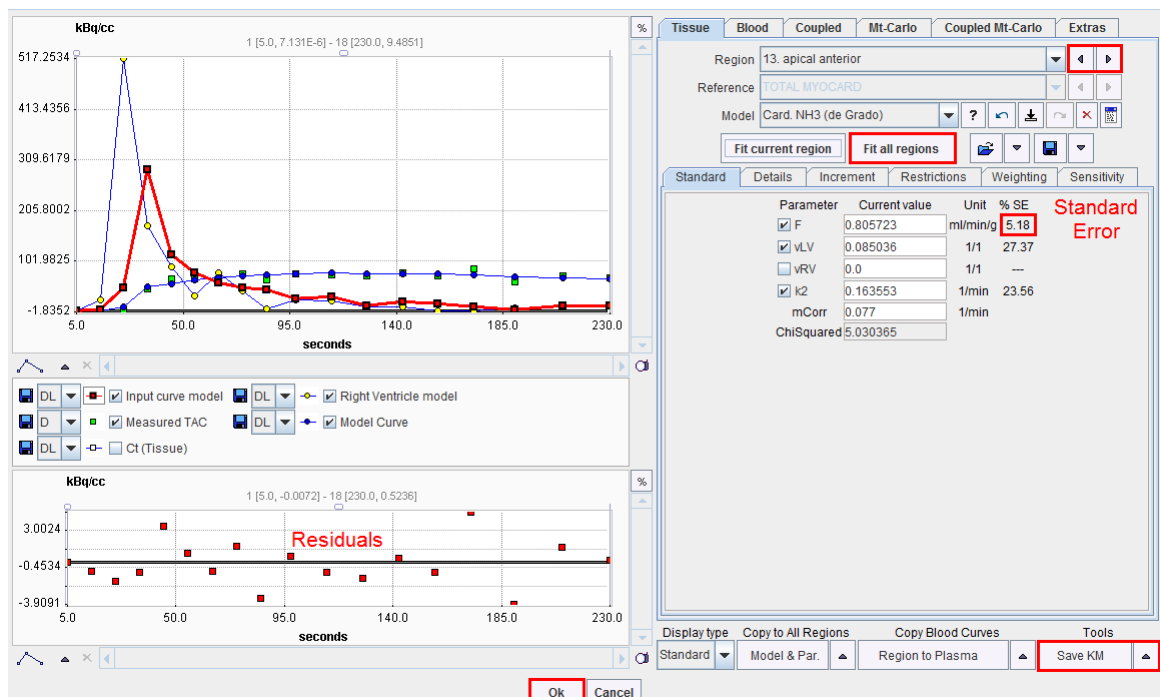 kBq/cc
1 [5.0, 7.131E-6] - 18 [230.0, 9.4851]
517.2534
413.4356
309.6179
205.8002
101.9825
-1.8352
5.0 50.0 95.0 140.0 185.0 230.0
seconds
%
DL Input curve model DL Right Ventricle model
D Measured TAC DL Model Curve
DL Ct (Tissue)
kBq/cc
1 [5.0, -0.0072] - 18 [230.0, 0.5236]
%
3.0024
Residuals
-0.4534
-3.9091
5.0 50.0 95.0 140.0 185.0 230.0
seconds
Tissue Blood Coupled Mt-Carlo Coupled Mt-Carlo Extras
Region 13. apical anterior
Reference TOTAL MYOCARD
Model Card. NH3 (de Grado) ?
Fit current region Fit all regions
Standard Details Increment Restrictions Weighting Sensitivity
Parameter Current value Unit % SE Standard
F 0.805723 ml/min/g 5.18 Error
vLV 0.085036 1/1 27.37
vRV 0.0 1/1 ---
k2 0.163553 1/min 23.56
mCorr 0.077 1/min
ChiSquared 5.030365
Display type Copy to All Regions Copy Blood Curves Tools
Standard Model & Par. Region to Plasma Save KM
Ok Cancel